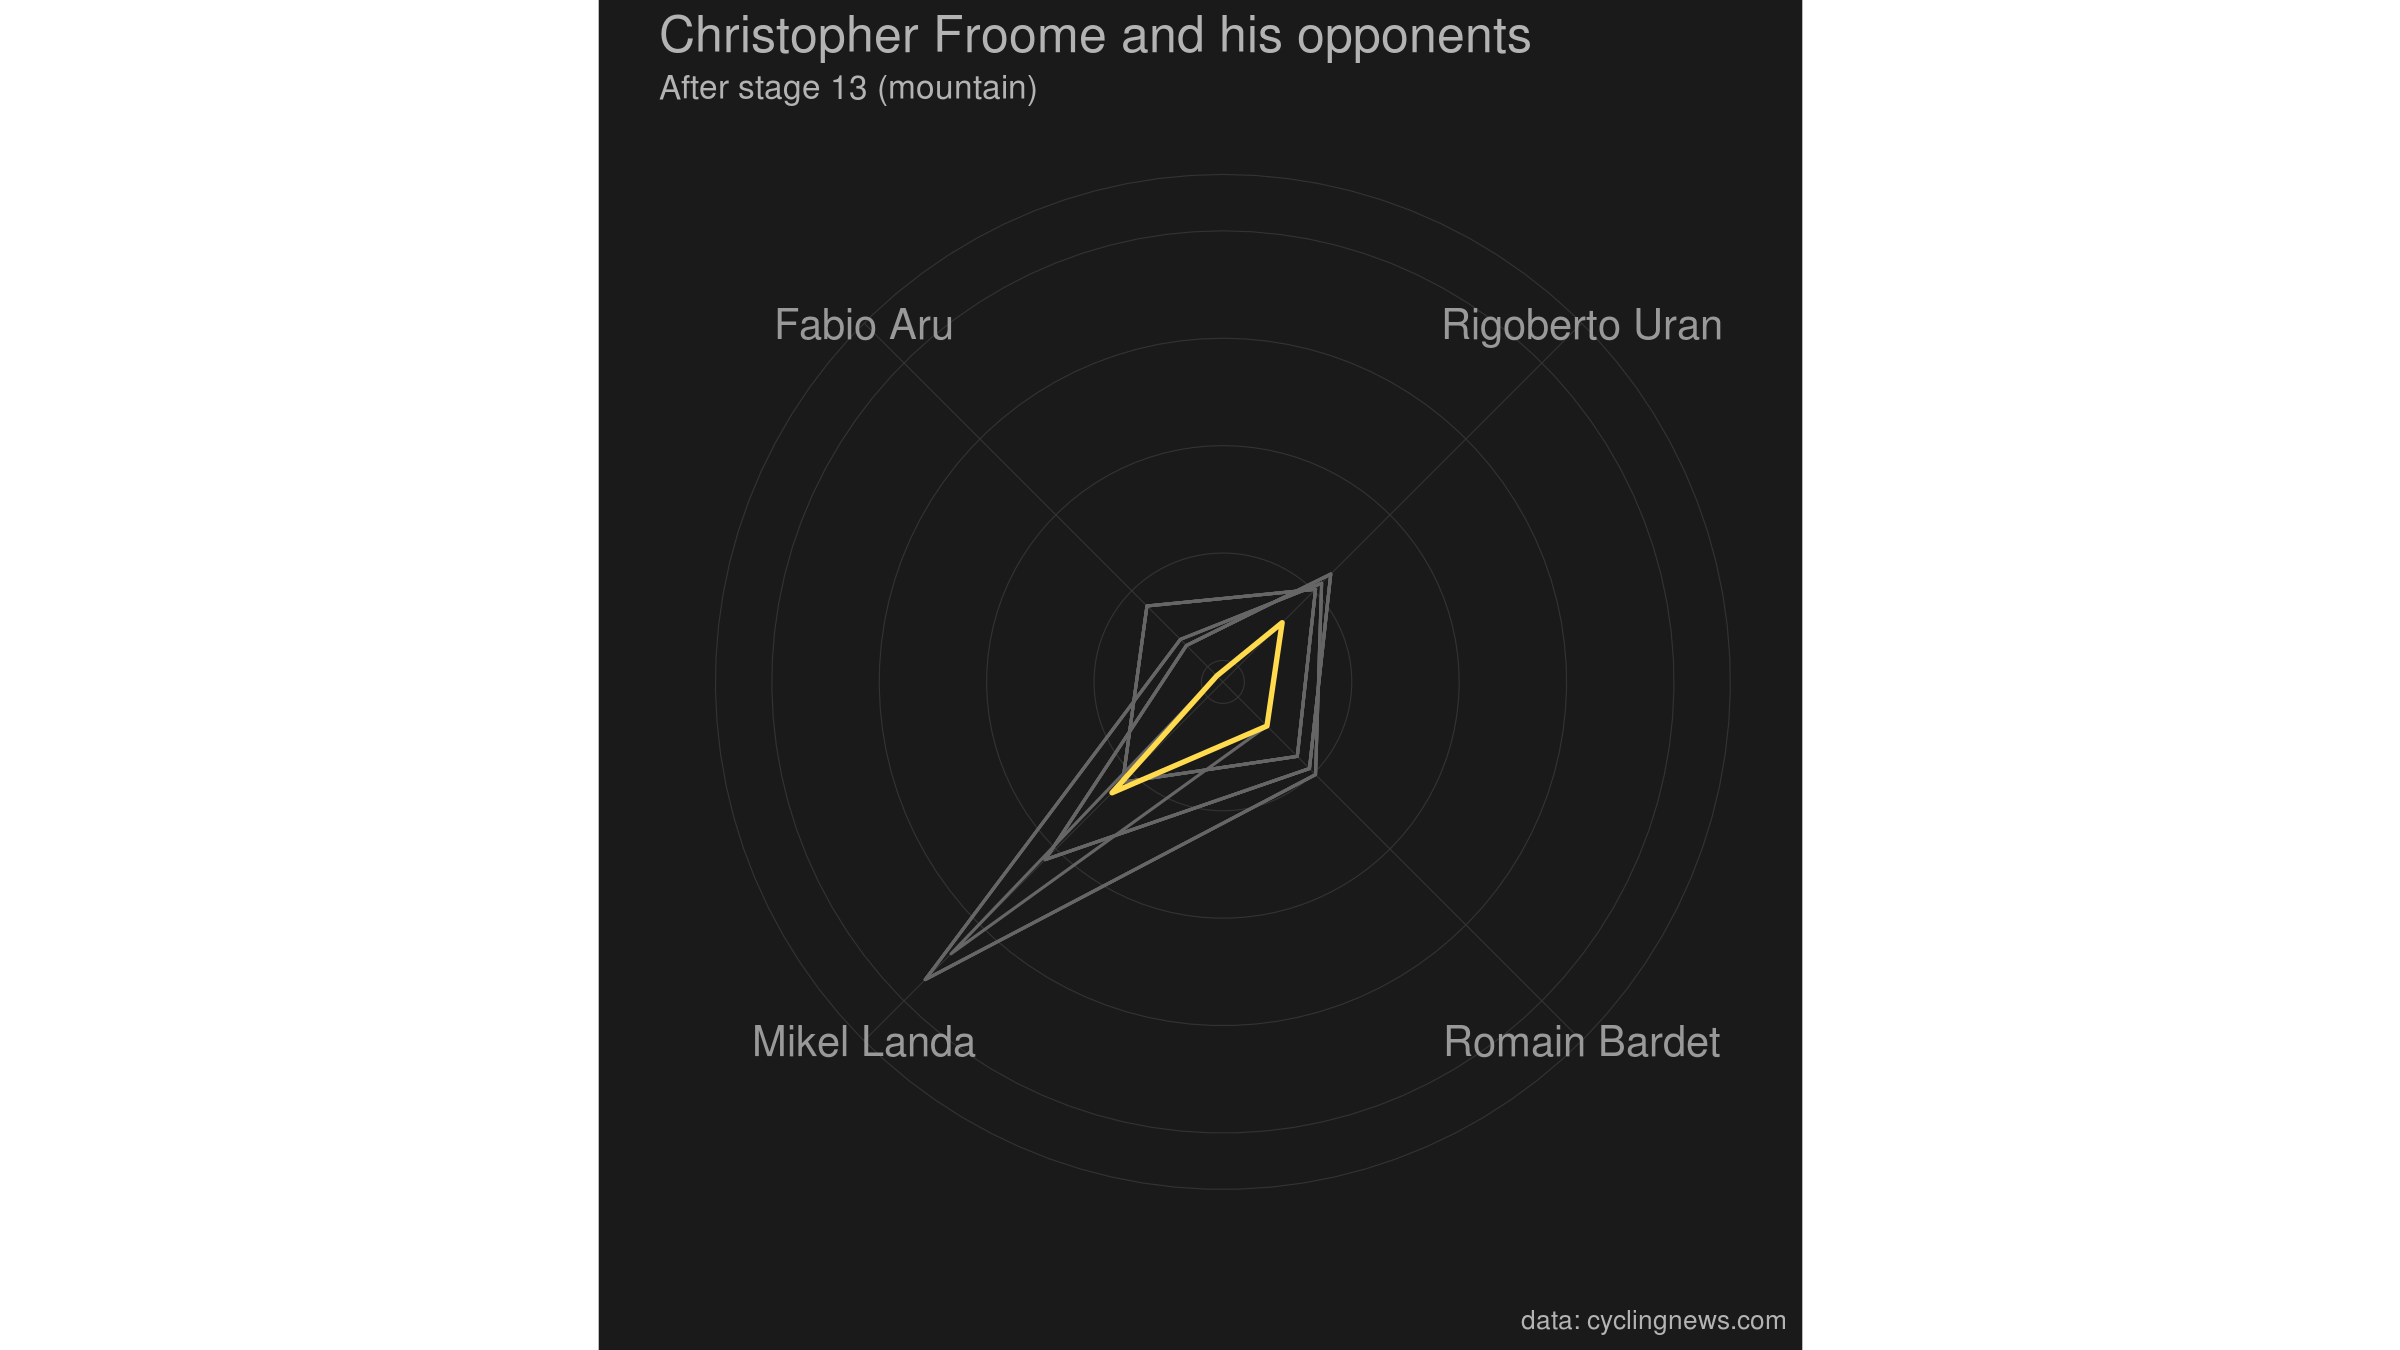 Christopher Froome and his opponents
After stage 13 (mountain)
Fabio Aru
Rigoberto Uran
Mikel Landa
Romain Bardet
data: cyclingnews.com